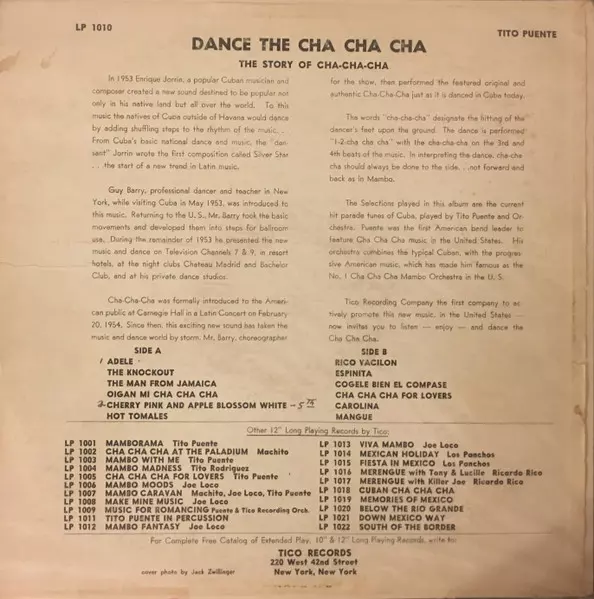 LP 1010
TITO PUENTE
DANCE THE CHA CHA CHA
THE STORY OF CHA-CHA-CHA
In 1953 Enrique Jorrin, a popular Cuban musician and
composer created a new sound destined to be popular not
only in his native land but all over the world. To this
music the natives of Cuba outside of Havana would dance
by adding shuffling steps to the rhythm of the music. .
From Cuba's basic national dance and music, the "dan-
sant" Jorrin wrote the first composition called Silver Star
. . the start of a new trend in Latin music.
Guy Barry, professional dancer and teacher in New
York, while visiting Cuba in May 1953, was introduced to
this music. Returning to the U. S., Mr. Barry took the basic
movements and developed them into steps for ballroom
use. During the remainder of 1953 he presented the new
music and dance on Television Channels 7 & 9, in resort
hotels, at the night clubs Chateau Madrid and Bachelor
Club, and at his private dance studios.
Cha-Cha-Cha was formally introduced to the Ameri-
can public at Carnegie Hall in a Latin Concert on February
20, 1954. Since then, this exciting new sound has taken the
music and dance world by storm. Mr. Barry, choreographer
for the show, then performed the featured original and
authentic Cha-Cha-Cha just as it is danced in Cuba today.
The words "cha-cha-cha" designate the hitting of the
dancer's feet upon the ground. The dance is performed
"1-2-cha cha cha" with the cha-cha-cha on the 3rd and
4th beats of the music. In interpreting the dance, cha-cha
cha should always be done to the side. . .not forward and
back as in Mambo.
The Selections played in this album are the current
hit parade tunes of Cuba, played by Tito Puente and Or-
chestra. Puente was the first American band leader to
feature Cha Cha Cha music in the United States. His
orchestra combines the typical Cuban, with the progres-
sive American music, which has made him famous as the
No. 1 Cha Cha Cha Mambo Orchestra in the U. S.
Tico Recording Company the first company to ac-
tively promote this new music, in the United States —
now invites you to listen — enjoy — and dance the
Cha Cha Cha.
SIDE A
1 ADELE
THE KNOCKOUT
THE MAN FROM JAMAICA
OIGAN MI CHA CHA CHA
2 CHERRY PINK AND APPLE BLOSSOM WHITE
HOT TOMALES
SIDE B
RICO VACILON
ESPINITA
COGELE BIEN EL COMPASE
CHA CHA CHA FOR LOVERS
CAROLINA
MANGUE
Other 12" Long Playing Records by Tico:
LP 1001 MAMBORAMA Tito Puente
LP 1002 CHA CHA CHA AT THE PALADIUM Machito
LP 1003 MAMBO WITH ME Tito Puente
LP 1004 MAMBO MADNESS Tito Rodriguez
LP 1005 CHA CHA CHA FOR LOVERS Tito Puente
LP 1006 MAMBO MOODS Joe Loco
LP 1007 MAMBO CARAVAN Machito, Joe Loco, Tito Puente
LP 1008 MAKE MINE MUSIC Joe Loco
LP 1009 MUSIC FOR ROMANCING Puente & Tico Recording Orch.
LP 1011 TITO PUENTE IN PERCUSSION
LP 1012 MAMBO FANTASY Joe Loco
LP 1013 VIVA MAMBO Joe Loco
LP 1014 MEXICAN HOLIDAY Los Panchos
LP 1015 FIESTA IN MEXICO Los Panchos
LP 1016 MERENGUE with Tony & Lucille Ricardo Rico
LP 1017 MERENGUE with Killer Joe Ricardo Rico
LP 1018 CUBAN CHA CHA CHA
LP 1019 MEMORIES OF MEXICO
LP 1020 BELOW THE RIO GRANDE
LP 1021 DOWN MEXICO WAY
LP 1022 SOUTH OF THE BORDER
For Complete Free Catalog of Extended Play, 10" & 12" Long Playing Records, write to:
TICO RECORDS
220 West 42nd Street
New York, New York
cover photo by Jack Zwillinger